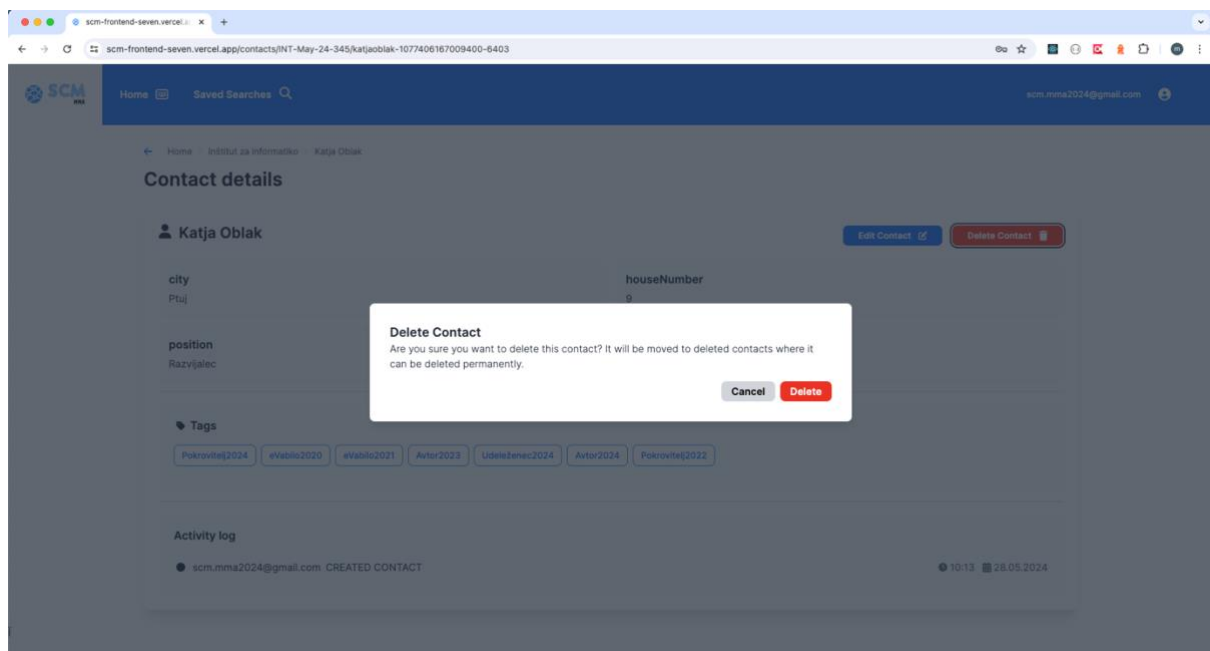 scm-frontend-seven.vercel.a
scm-frontend-seven.vercel.app/contacts/INT-May-24-345/katjaoblak-1077406167009400-6403
SCM
MMA
Home Saved Searches scm.mma2024@gmail.com
Home Inštitut za informatiko Katja Oblak
Contact details
Katja Oblak
Edit Contact Delete Contact
city houseNumber
Ptuj 9
Delete Contact
Are you sure you want to delete this contact? It will be moved to deleted contacts where it
can be deleted permanently.
Cancel Delete
position
Razvijalec
Tags
Pokrovitelj2024 eVabilo2020 eVabilo2021 Avtor2023 Udeleženec2024 Avtor2024 Pokrovitelj2022
Activity log
scm.mma2024@gmail.com CREATED CONTACT 10:13 28.05.2024